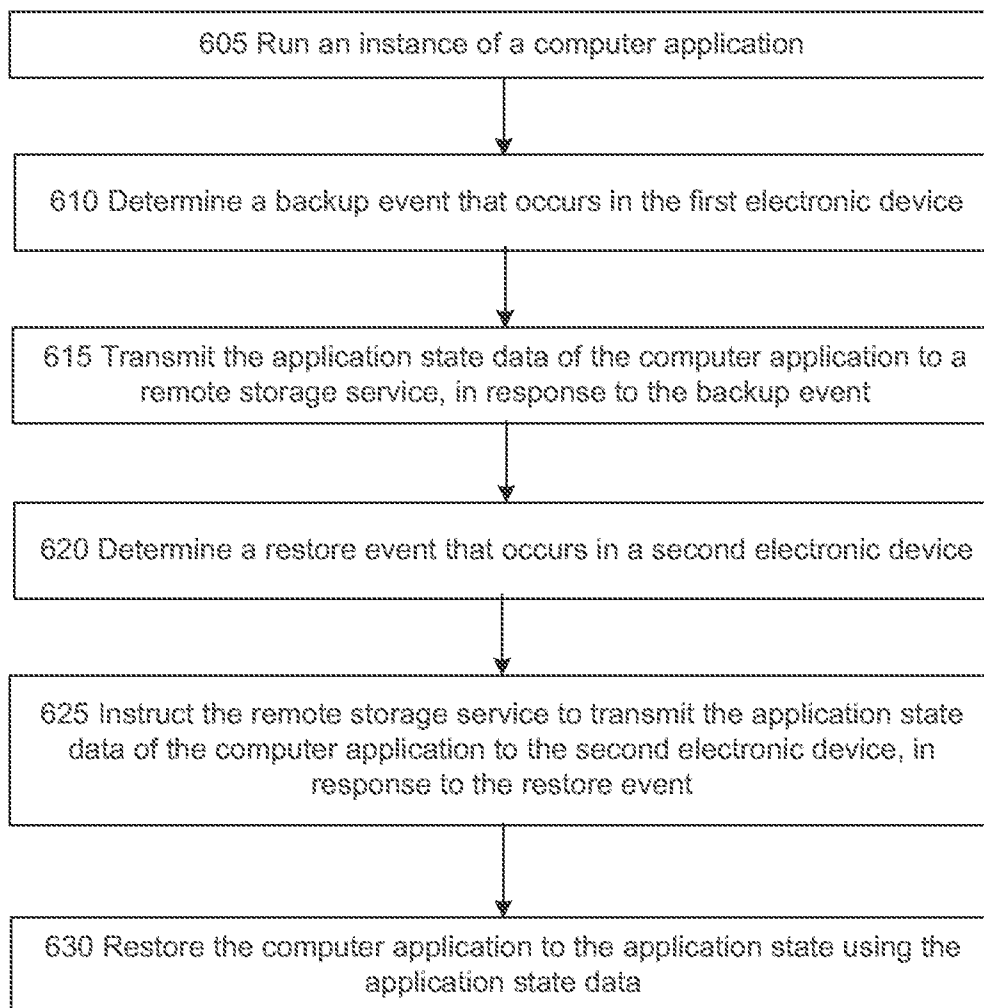 605 Run an instance of a computer application
610 Determine a backup event that occurs in the first electronic device
615 Transmit the application state data of the computer application to a
remote storage service, in response to the backup event
620 Determine a restore event that occurs in a second electronic device
625 Instruct the remote storage service to transmit the application state
data of the computer application to the second electronic device, in
response to the restore event
630 Restore the computer application to the application state using the
application state data